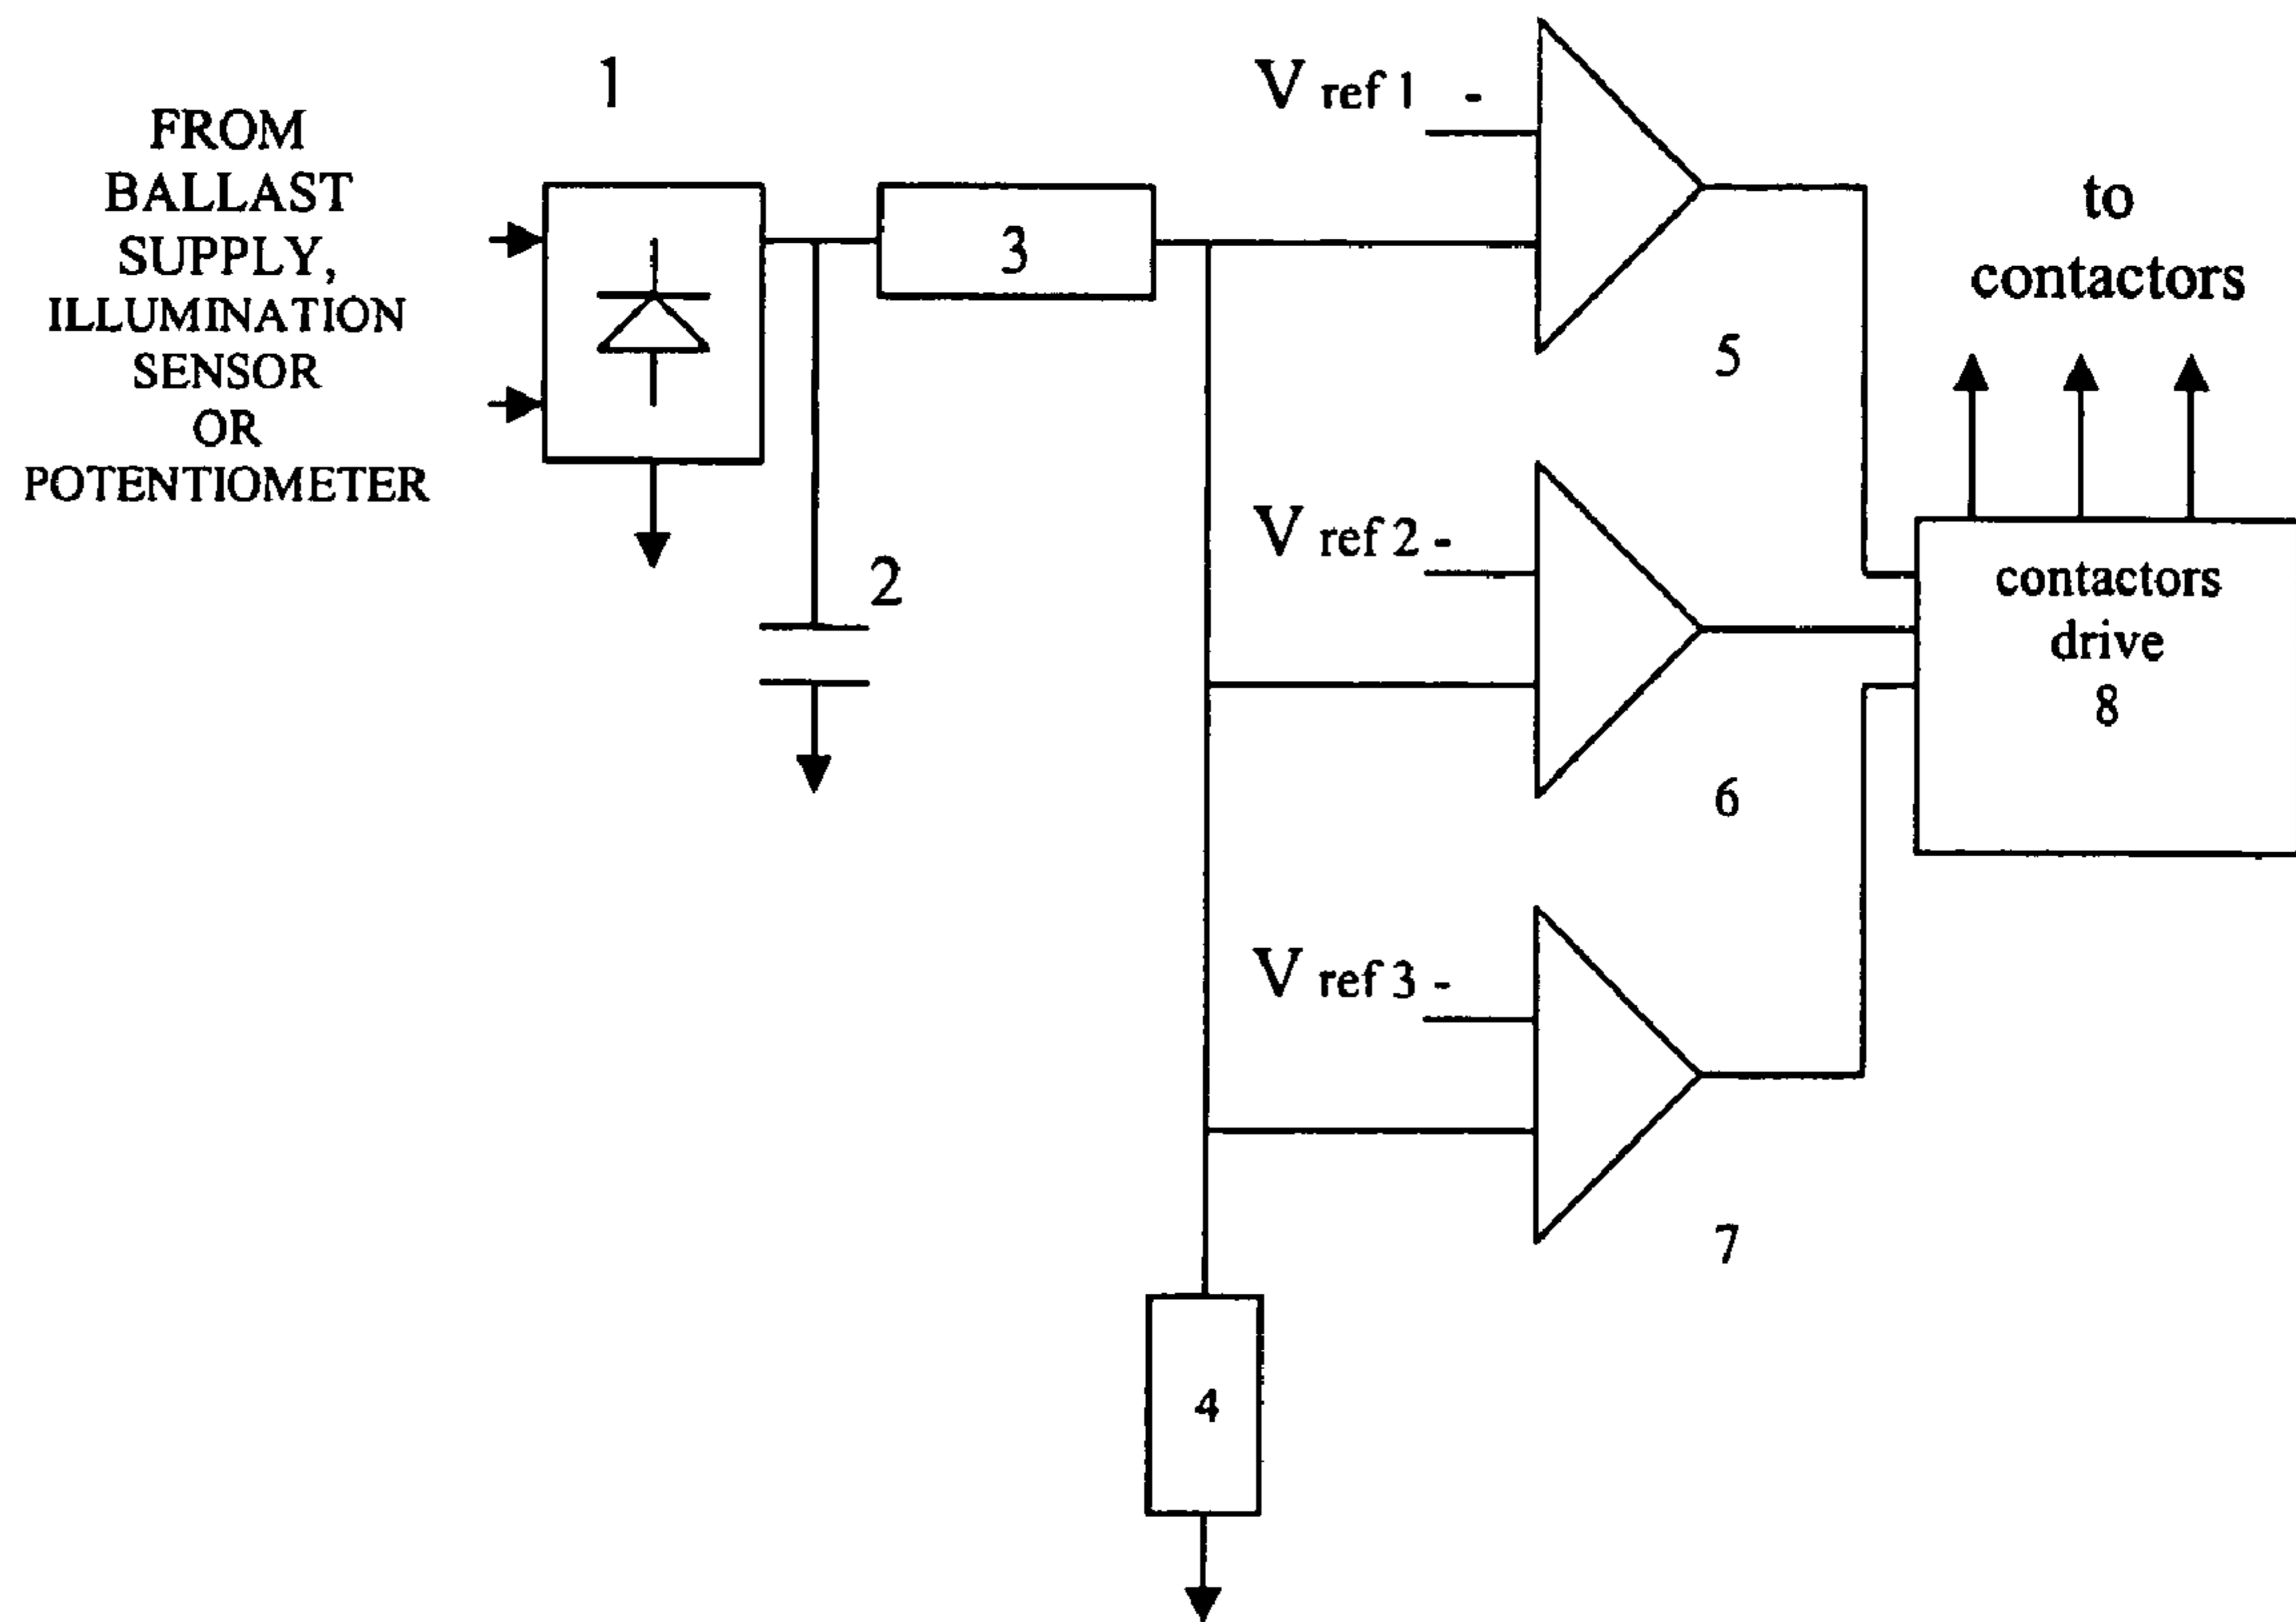 FROM
BALLAST
SUPPLY,
ILLUMINATION
SENSOR
OR
POTENTIOMETER
1
2
3
4
V ref 1 -
5
V ref 2 -
6
V ref 3 -
7
to
contactors
contactors
drive
8